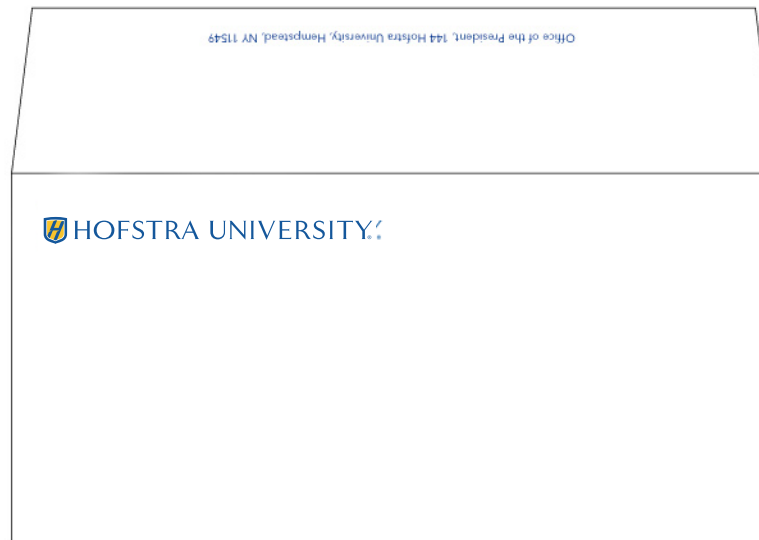 Office of the President, 144 Hofstra University, Hempstead, NY 11549
H HOFSTRA UNIVERSITY